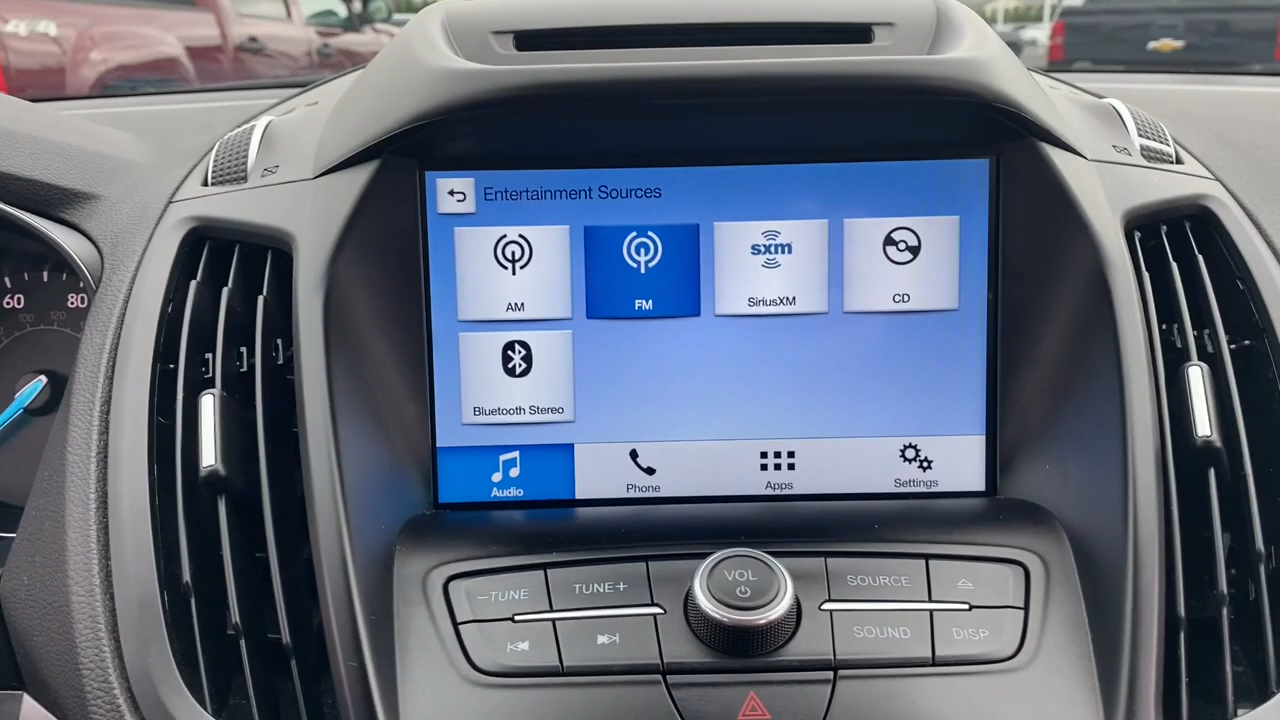 4x4
Entertainment Sources
AM
FM
sxm
SiriusXM
CD
Bluetooth Stereo
60
80
100
120
Audio
Phone
Apps
Settings
−TUNE
TUNE+
VOL
SOURCE
SOUND
DISP